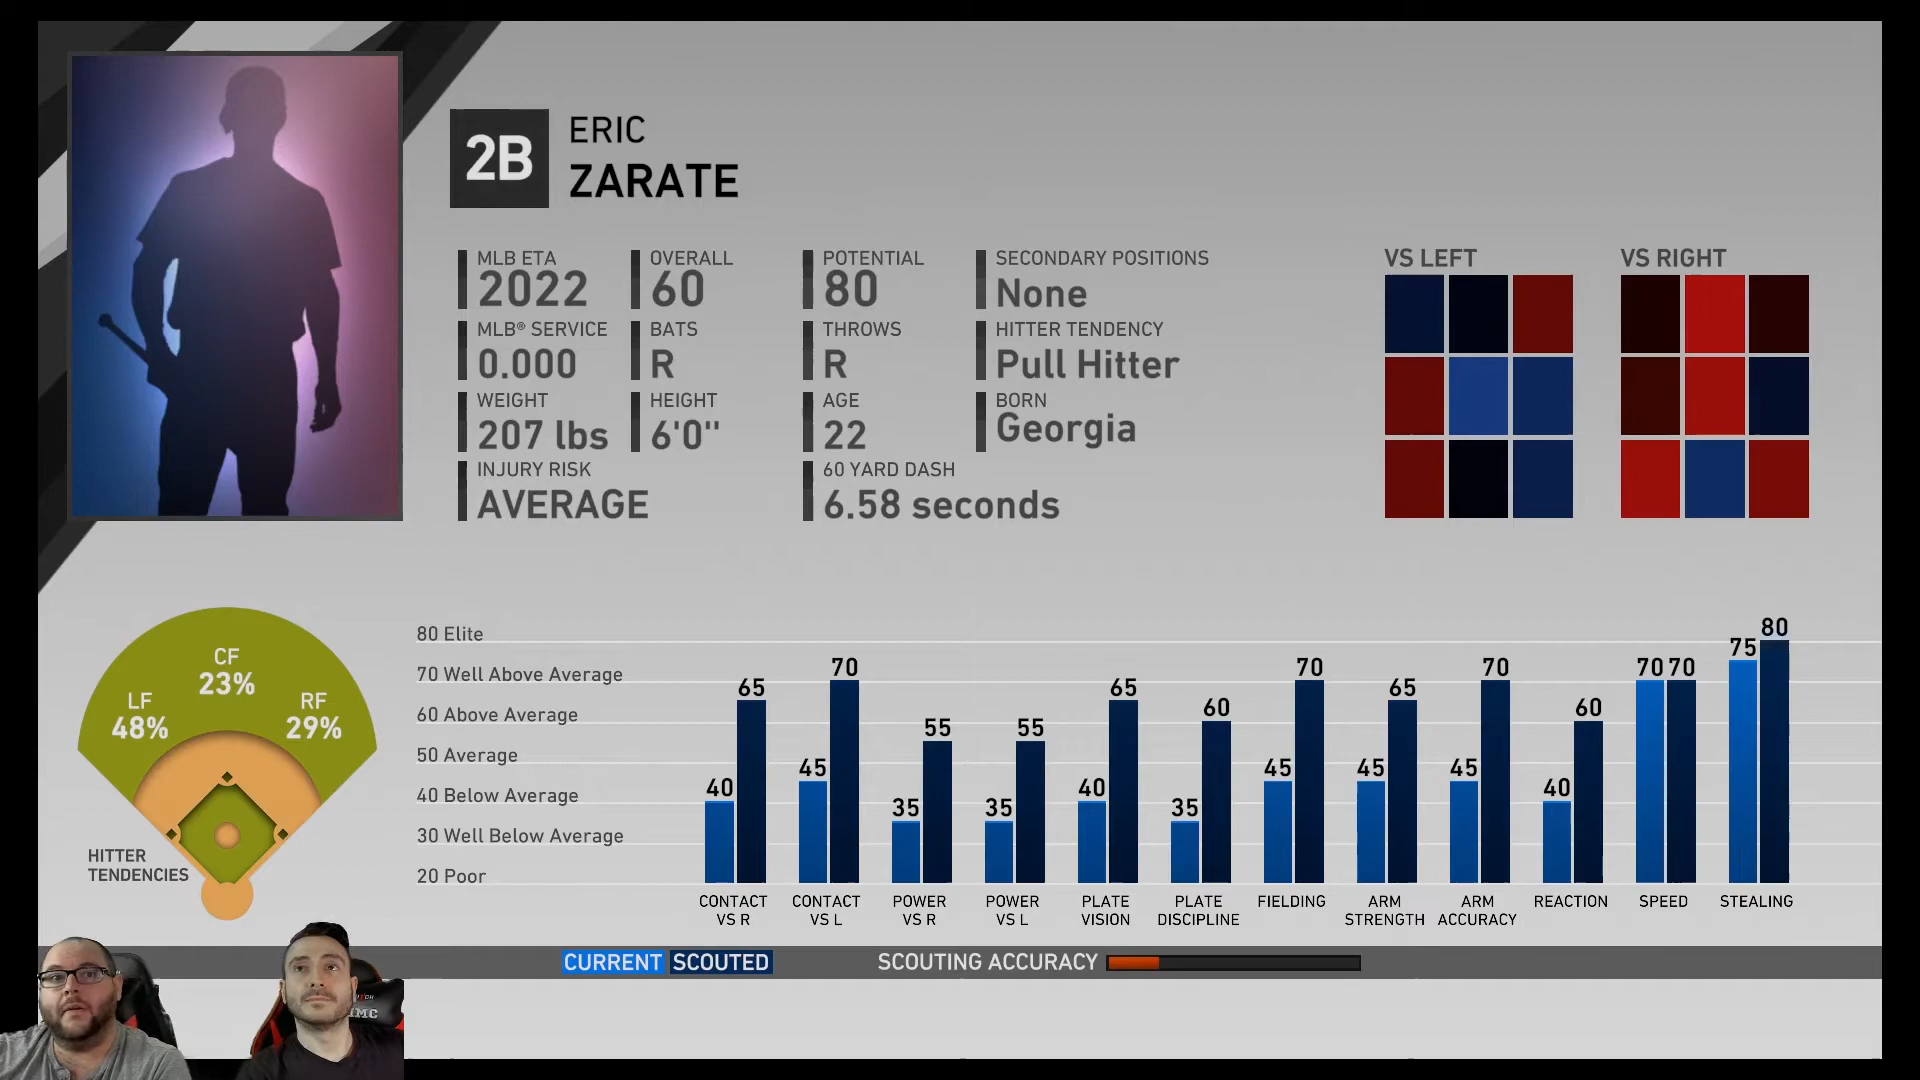 2B
ERIC
ZARATE
MLB ETA
2022
OVERALL
60
POTENTIAL
80
SECONDARY POSITIONS
None
MLB® SERVICE
0.000
BATS
R
THROWS
R
HITTER TENDENCY
Pull Hitter
WEIGHT
207 lbs
HEIGHT
6'0"
AGE
22
BORN
Georgia
INJURY RISK
AVERAGE
60 YARD DASH
6.58 seconds
VS LEFT
VS RIGHT
CF
23%
LF
48%
RF
29%
HITTER
TENDENCIES
80 Elite
70 Well Above Average
60 Above Average
50 Average
40 Below Average
30 Well Below Average
20 Poor
40 65
45 70
35 55
35 55
40 65
35 60
45 70
45 65
45 70
40 60
70 70
75 80
CONTACT
VS R
CONTACT
VS L
POWER
VS R
POWER
VS L
PLATE
VISION
PLATE
DISCIPLINE
FIELDING
ARM
STRENGTH
ARM
ACCURACY
REACTION
SPEED
STEALING
CURRENT SCOUTED
SCOUTING ACCURACY